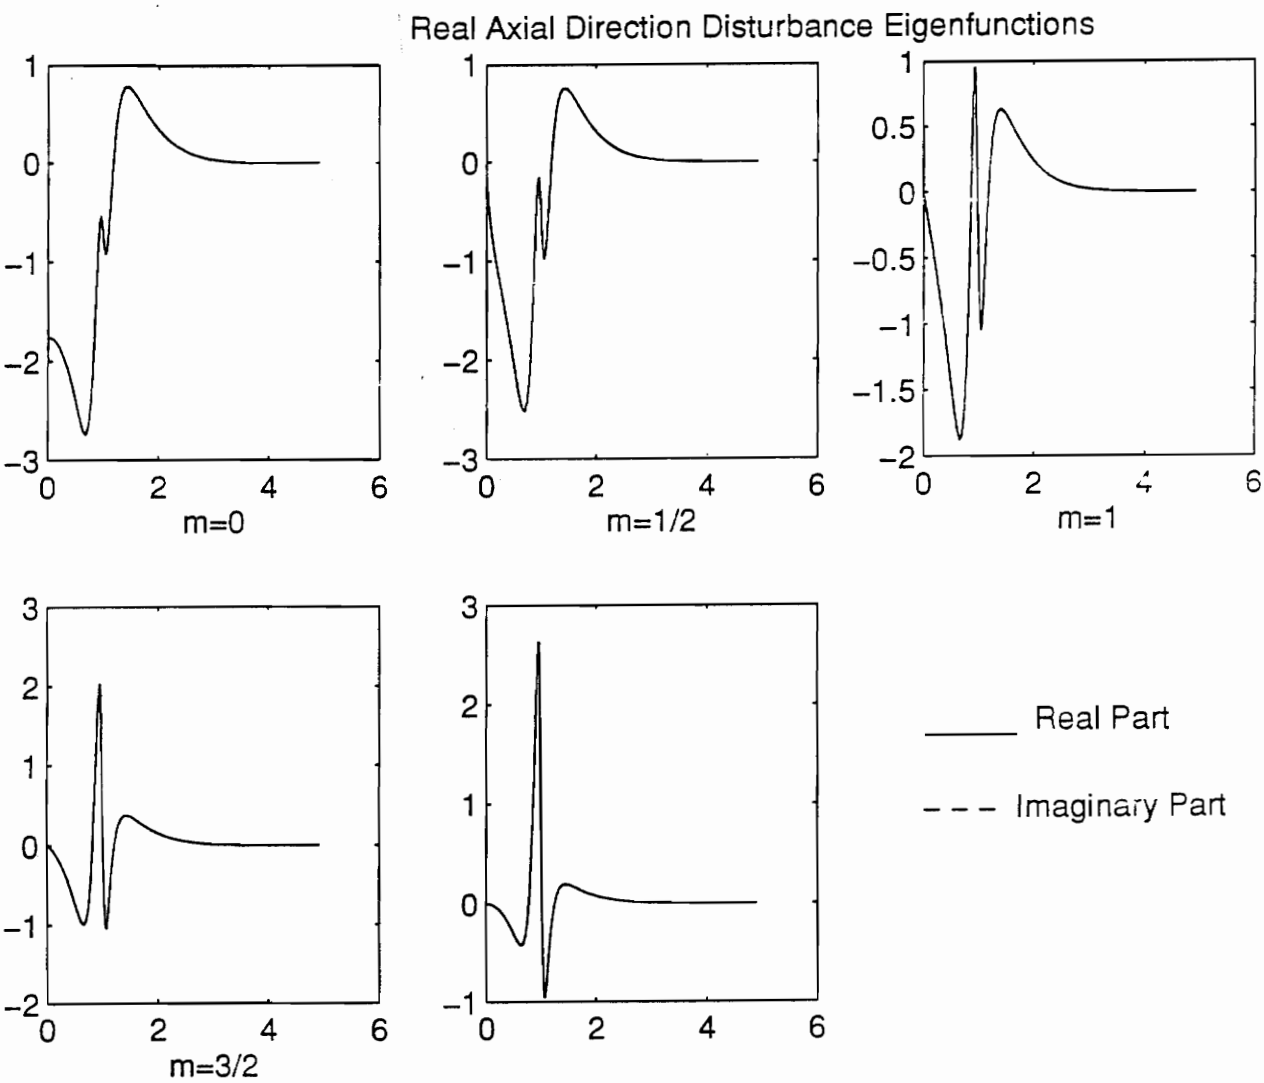 Real Axial Direction Disturbance Eigenfunctions
1
0
−1
−2
−3
0 2 4 6
m=0
1
0
−1
−2
−3
0 2 4 6
m=1/2
1
0.5
0
−0.5
−1
−1.5
−2
0 2 4 6
m=1
3
2
1
0
−1
−2
0 2 4 6
m=3/2
3
2
1
0
−1
0 2 4 6
Real Part
Imaginary Part